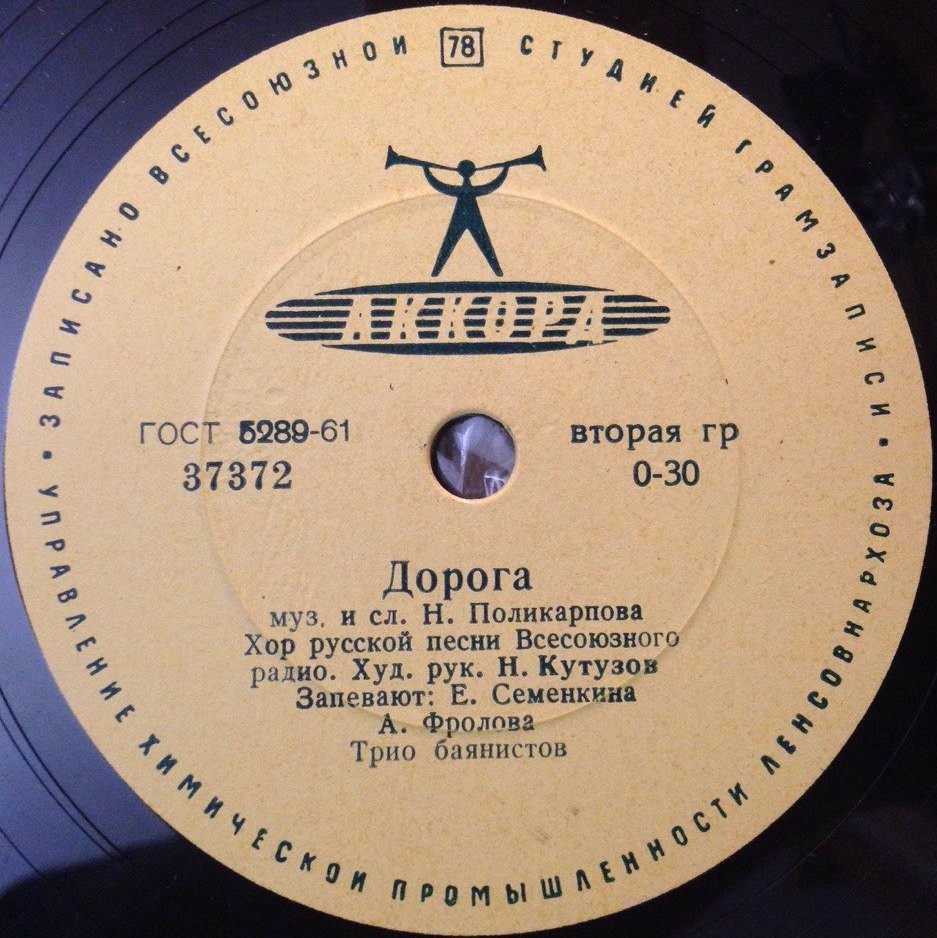 ЗАПИСАНО ВСЕСОЮЗНОЙ 78 СТУДИЕЙ ГРАМЗАПИСИ
АККОРД
ГОСТ 5289-61
вторая гр
37372
0-30
Дорога
муз. и сл. Н. Поликарпова
Хор русской песни Всесоюзного
радио. Худ. рук. Н. Кутузов
Запевают: Е. Семенкина
А. Фролова
Трио баянистов
УПРАВЛЕНИЕ ХИМИЧЕСКОЙ ПРОМЫШЛЕННОСТИ ЛЕНСОВНАРХОЗА